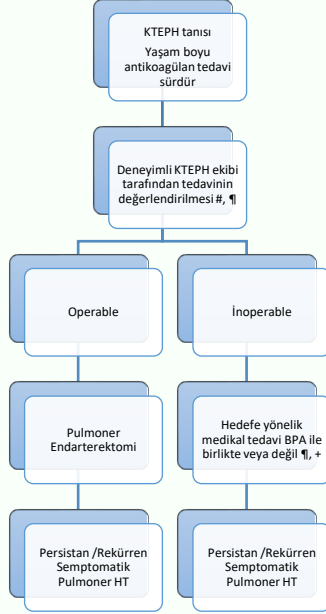 KTEPH tanısı
Yaşam boyu
antikoagülan tedavi
sürdür
Deneyimli KTEPH ekibi
tarafından tedavinin
değerlendirilmesi #, ¶
Operable
İnoperable
Pulmoner
Endarterektomi
Hedefe yönelik
medikal tedavi BPA ile
birlikte veya değil ¶, +
Persistan /Rekürren
Semptomatik
Pulmoner HT
Persistan /Rekürren
Semptomatik
Pulmoner HT